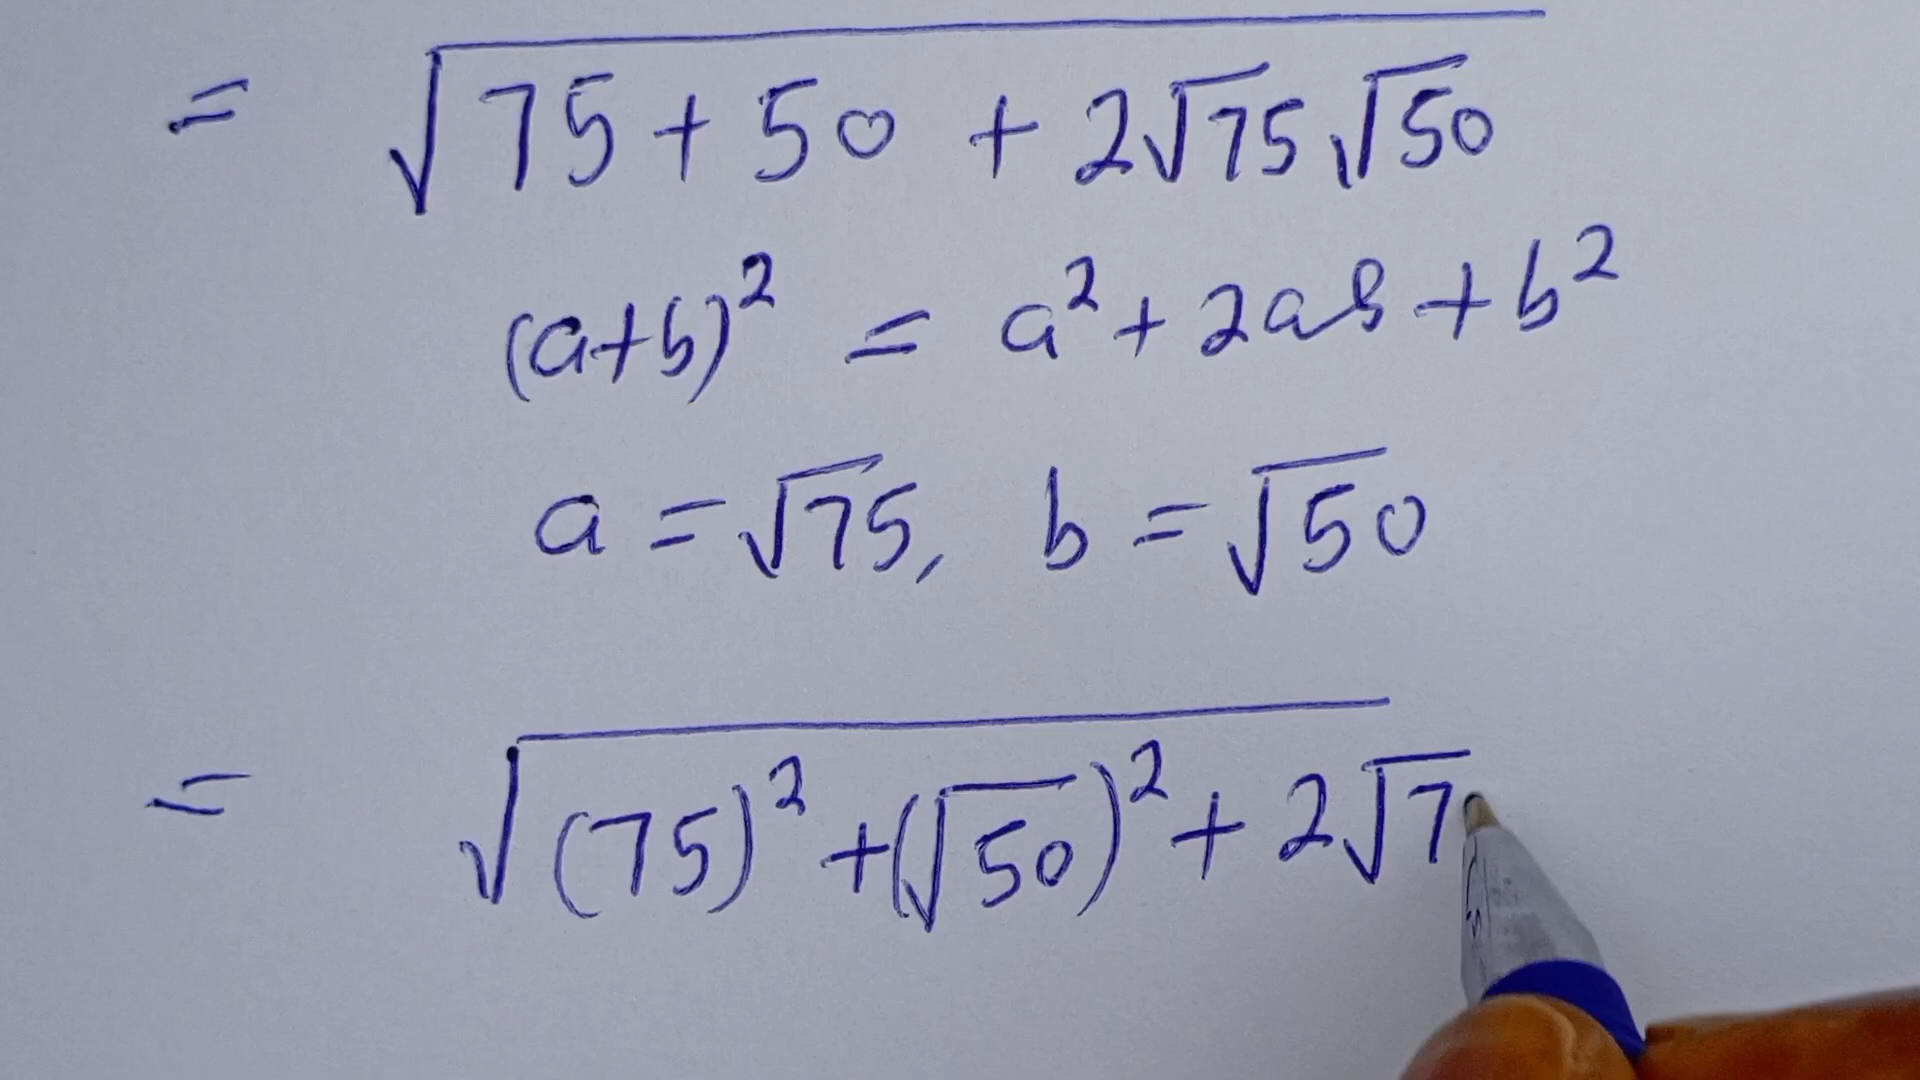 = √75 + 50 + 2√75 √50
(a+b)² = a² + 2ab + b²
a = √75, b = √50
= √(75)² + (√50)² + 2√7